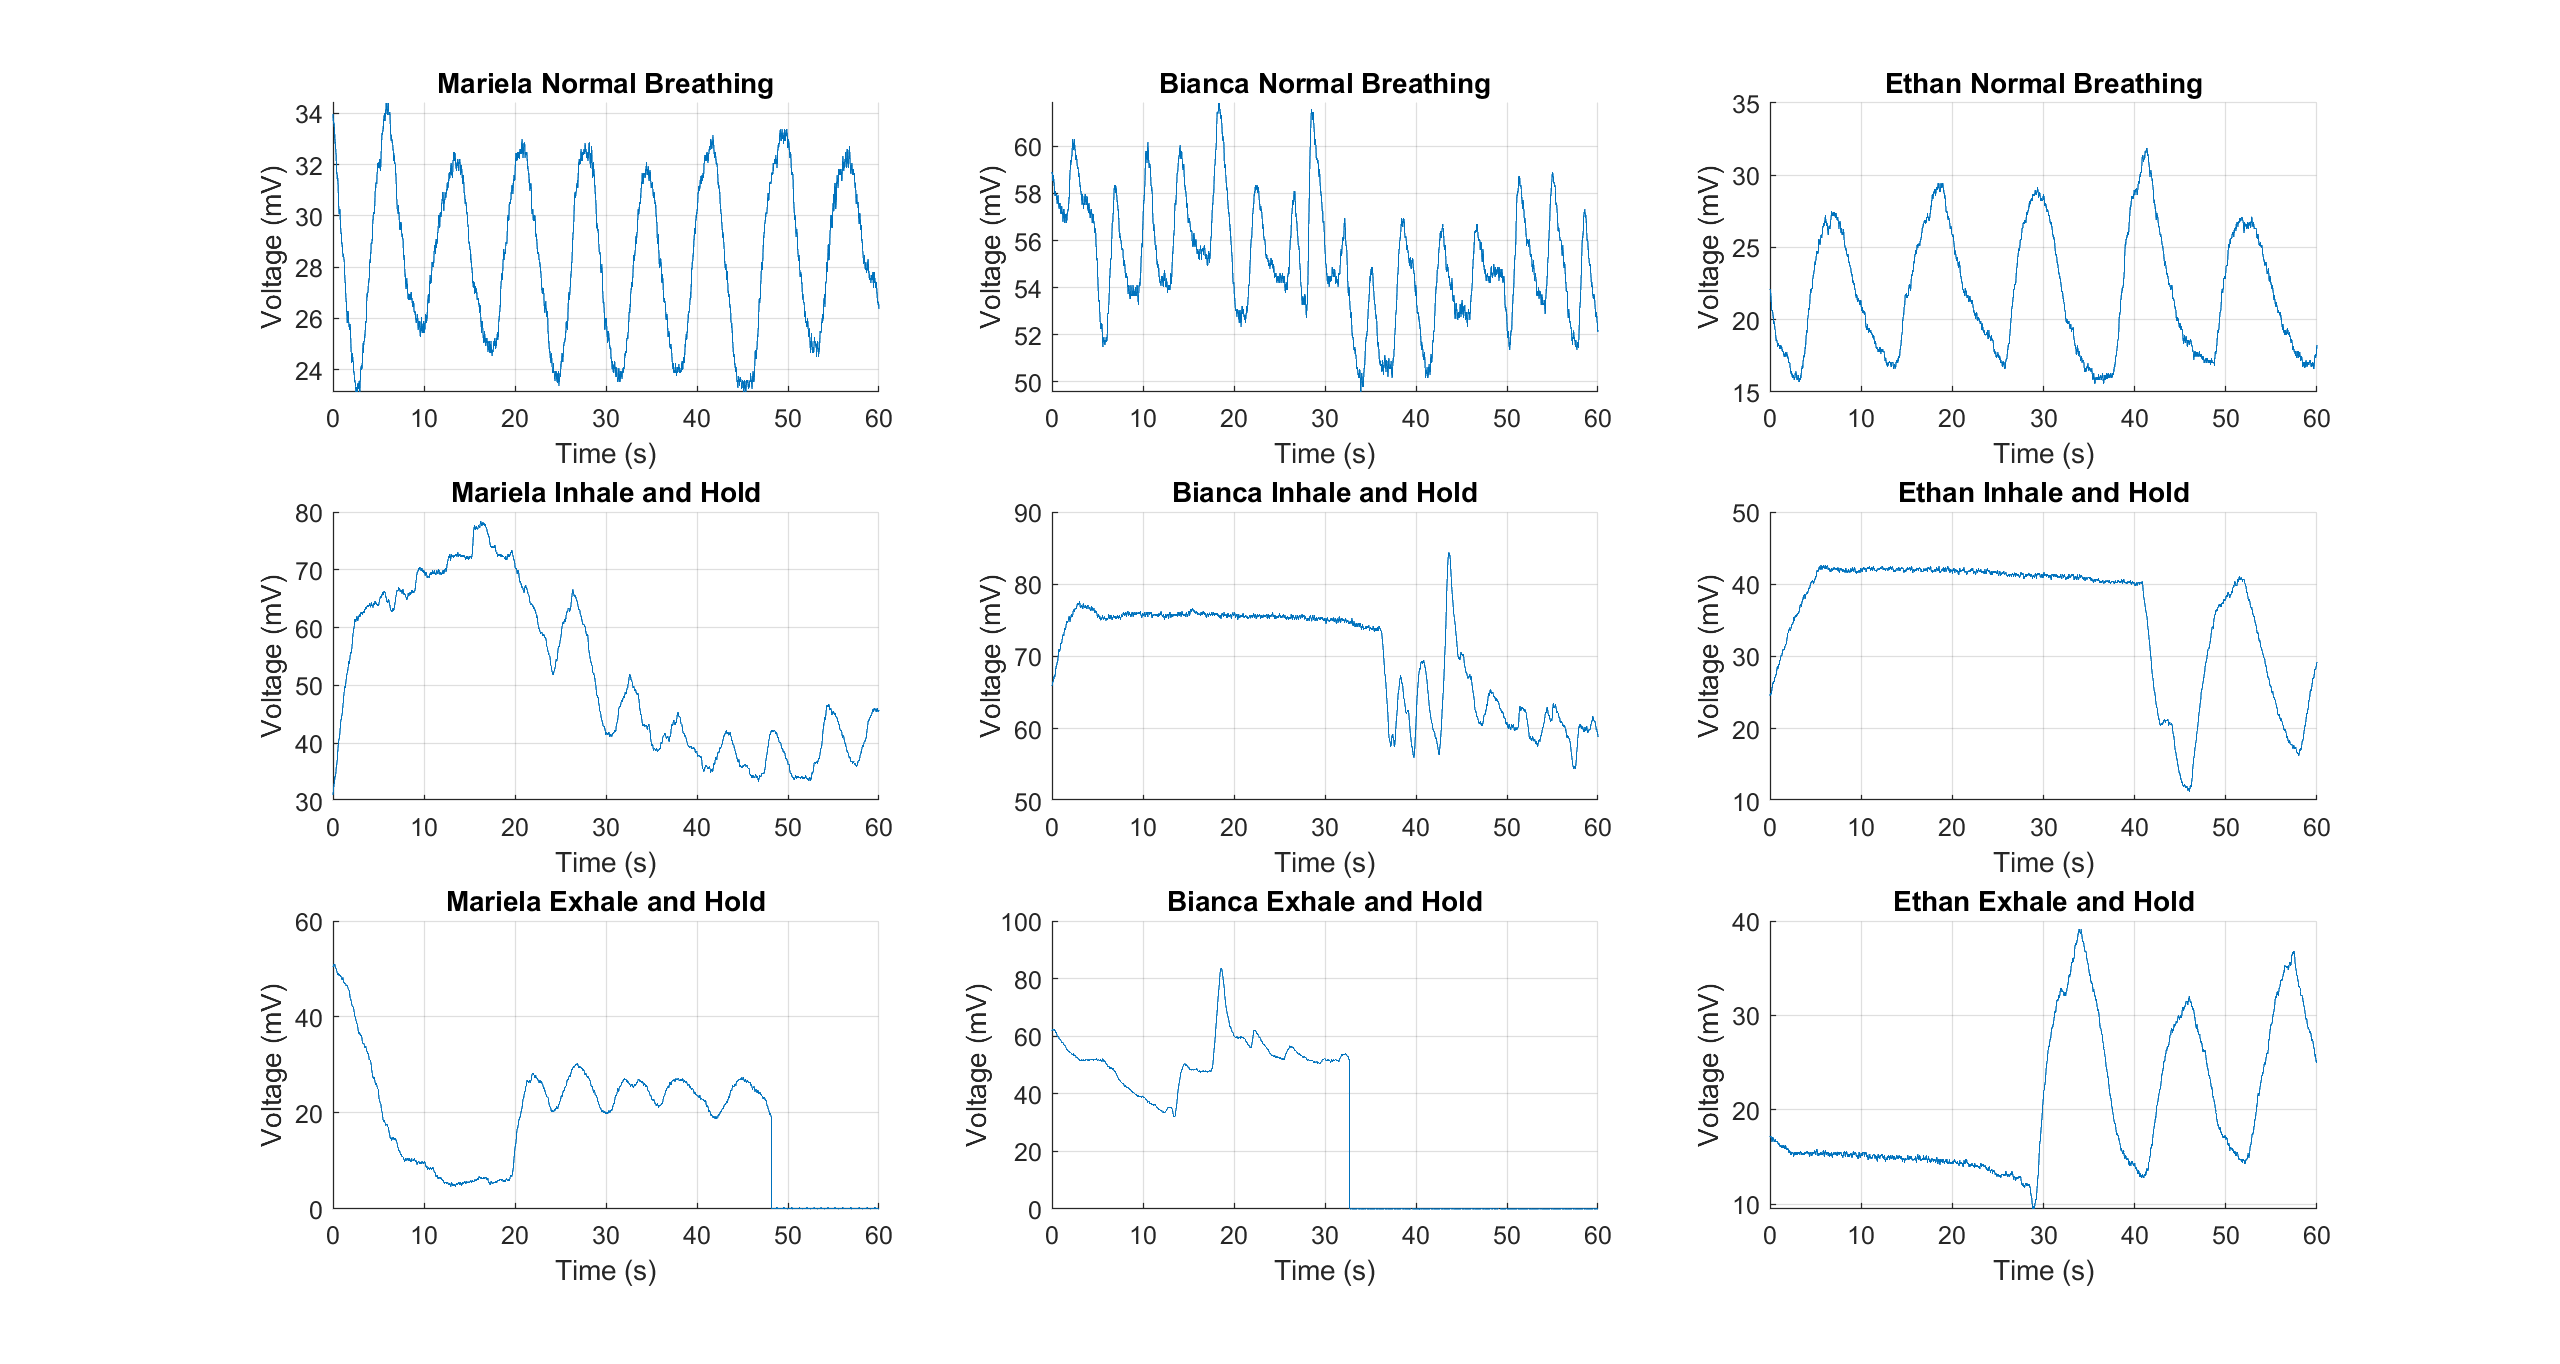 Mariela Normal Breathing
34
32
30
28
26
24
Voltage (mV)
0 10 20 30 40 50 60
Time (s)
Bianca Normal Breathing
60
58
56
54
52
50
Voltage (mV)
0 10 20 30 40 50 60
Time (s)
Ethan Normal Breathing
35
30
25
20
15
Voltage (mV)
0 10 20 30 40 50 60
Time (s)
Mariela Inhale and Hold
80
70
60
50
40
30
Voltage (mV)
0 10 20 30 40 50 60
Time (s)
Bianca Inhale and Hold
90
80
70
60
50
Voltage (mV)
0 10 20 30 40 50 60
Time (s)
Ethan Inhale and Hold
50
40
30
20
10
Voltage (mV)
0 10 20 30 40 50 60
Time (s)
Mariela Exhale and Hold
60
40
20
0
Voltage (mV)
0 10 20 30 40 50 60
Time (s)
Bianca Exhale and Hold
100
80
60
40
20
0
Voltage (mV)
0 10 20 30 40 50 60
Time (s)
Ethan Exhale and Hold
40
30
20
10
Voltage (mV)
0 10 20 30 40 50 60
Time (s)